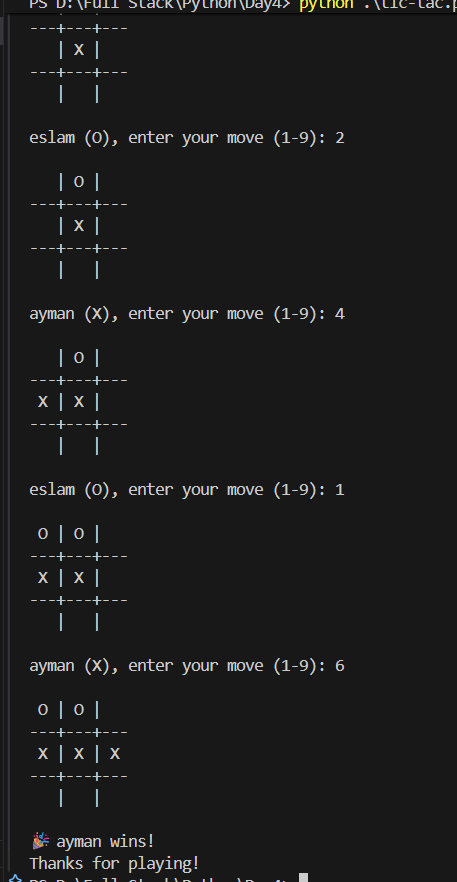 PS D:\Full Stack\Python\Day4> python .\tic-tac.p
---+---+---
   | X |
---+---+---
   |   |
eslam (O), enter your move (1-9): 2
   | O |
---+---+---
   | X |
---+---+---
   |   |
ayman (X), enter your move (1-9): 4
   | O |
---+---+---
 X | X |
---+---+---
   |   |
eslam (O), enter your move (1-9): 1
 O | O |
---+---+---
 X | X |
---+---+---
   |   |
ayman (X), enter your move (1-9): 6
 O | O |
---+---+---
 X | X | X
---+---+---
   |   |
🎉 ayman wins!
Thanks for playing!
PS D:\Full Stack\Python\Day4>